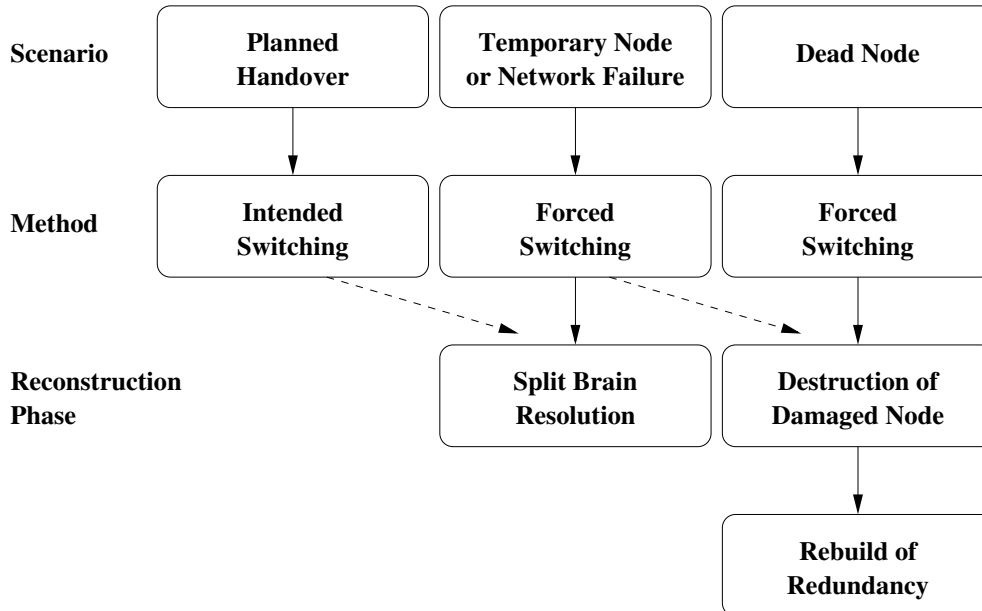 Scenario
Planned
Handover
Temporary Node
or Network Failure
Dead Node
Method
Intended
Switching
Forced
Switching
Forced
Switching
Reconstruction
Phase
Split Brain
Resolution
Destruction of
Damaged Node
Rebuild of
Redundancy